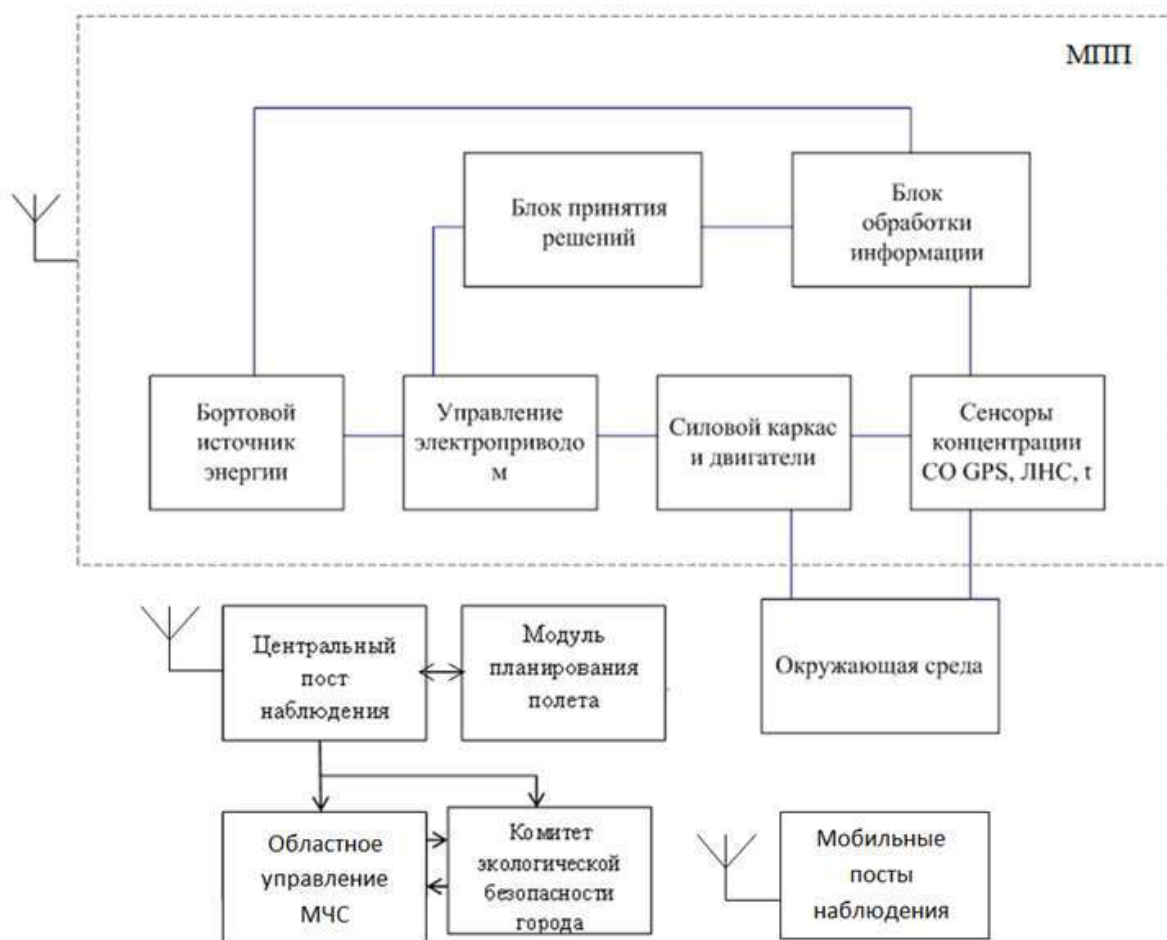 МПП
Блок принятия
решений
Блок
обработки
информации
Бортовой
источник
энергии
Управление
электроприводо
м
Силовой каркас
и двигатели
Сенсоры
концентрации
CO GPS, ЛНС, t
Центральный
пост
наблюдения
Модуль
планирования
полета
Окружающая среда
Областное
управление
МЧС
Комитет
экологической
безопасности
города
Мобильные
посты
наблюдения